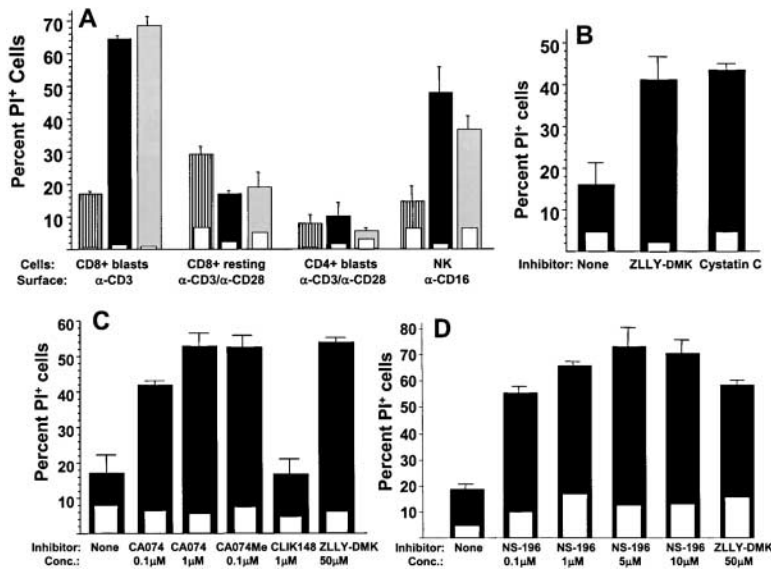 A
Percent PI+ Cells
70
60
50
40
30
20
10
Cells: CD8+ blasts CD8+ resting CD4+ blasts NK
Surface: α-CD3 α-CD3/α-CD28 α-CD3/α-CD28 α-CD16
B
Percent PI+ cells
50
40
30
20
10
Inhibitor: None ZLLY-DMK Cystatin C
C
Percent PI+ cells
60
50
40
30
20
10
Inhibitor: None CA074 CA074 CA074Me CLIK148 ZLLY-DMK
Conc.: 0.1µM 1µM 0.1µM 1µM 50µM
D
Percent PI+ cells
80
70
60
50
40
30
20
10
Inhibitor: None NS-196 NS-196 NS-196 NS-196 ZLLY-DMK
Conc.: 0.1µM 1µM 5µM 10µM 50µM